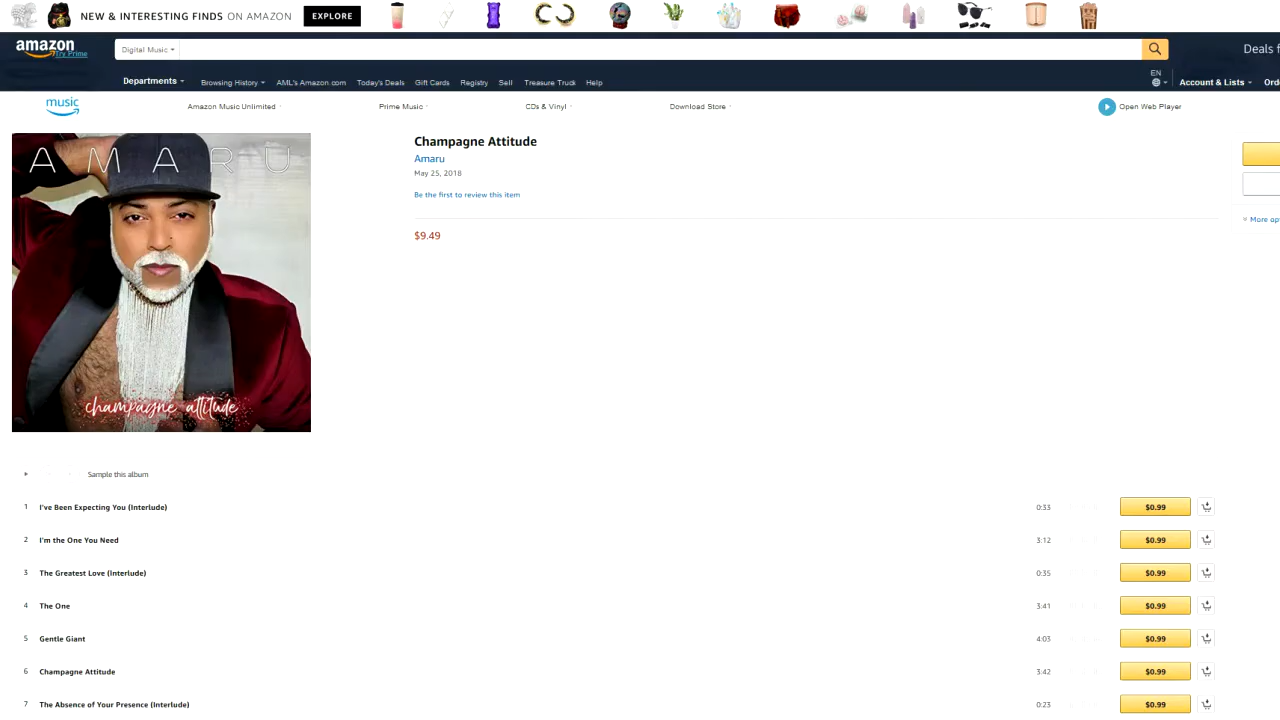 NEW & INTERESTING FINDS ON AMAZON EXPLORE
amazon
Try Prime
Digital Music
Deals f
Departments
Browsing History
AML's Amazon.com
Today's Deals
Gift Cards
Registry
Sell
Treasure Truck
Help
EN
Account & Lists
Ord
music
Amazon Music Unlimited
Prime Music
CDs & Vinyl
Download Store
Open Web Player
AMARU
champagne attitude
Champagne Attitude
Amaru
May 25, 2018
Be the first to review this item
$9.49
More op
Sample this album
1 I've Been Expecting You (Interlude) 0:33 $0.99
2 I'm the One You Need 3:12 $0.99
3 The Greatest Love (Interlude) 0:35 $0.99
4 The One 3:41 $0.99
5 Gentle Giant 4:03 $0.99
6 Champagne Attitude 3:42 $0.99
7 The Absence of Your Presence (Interlude) 0:23 $0.99